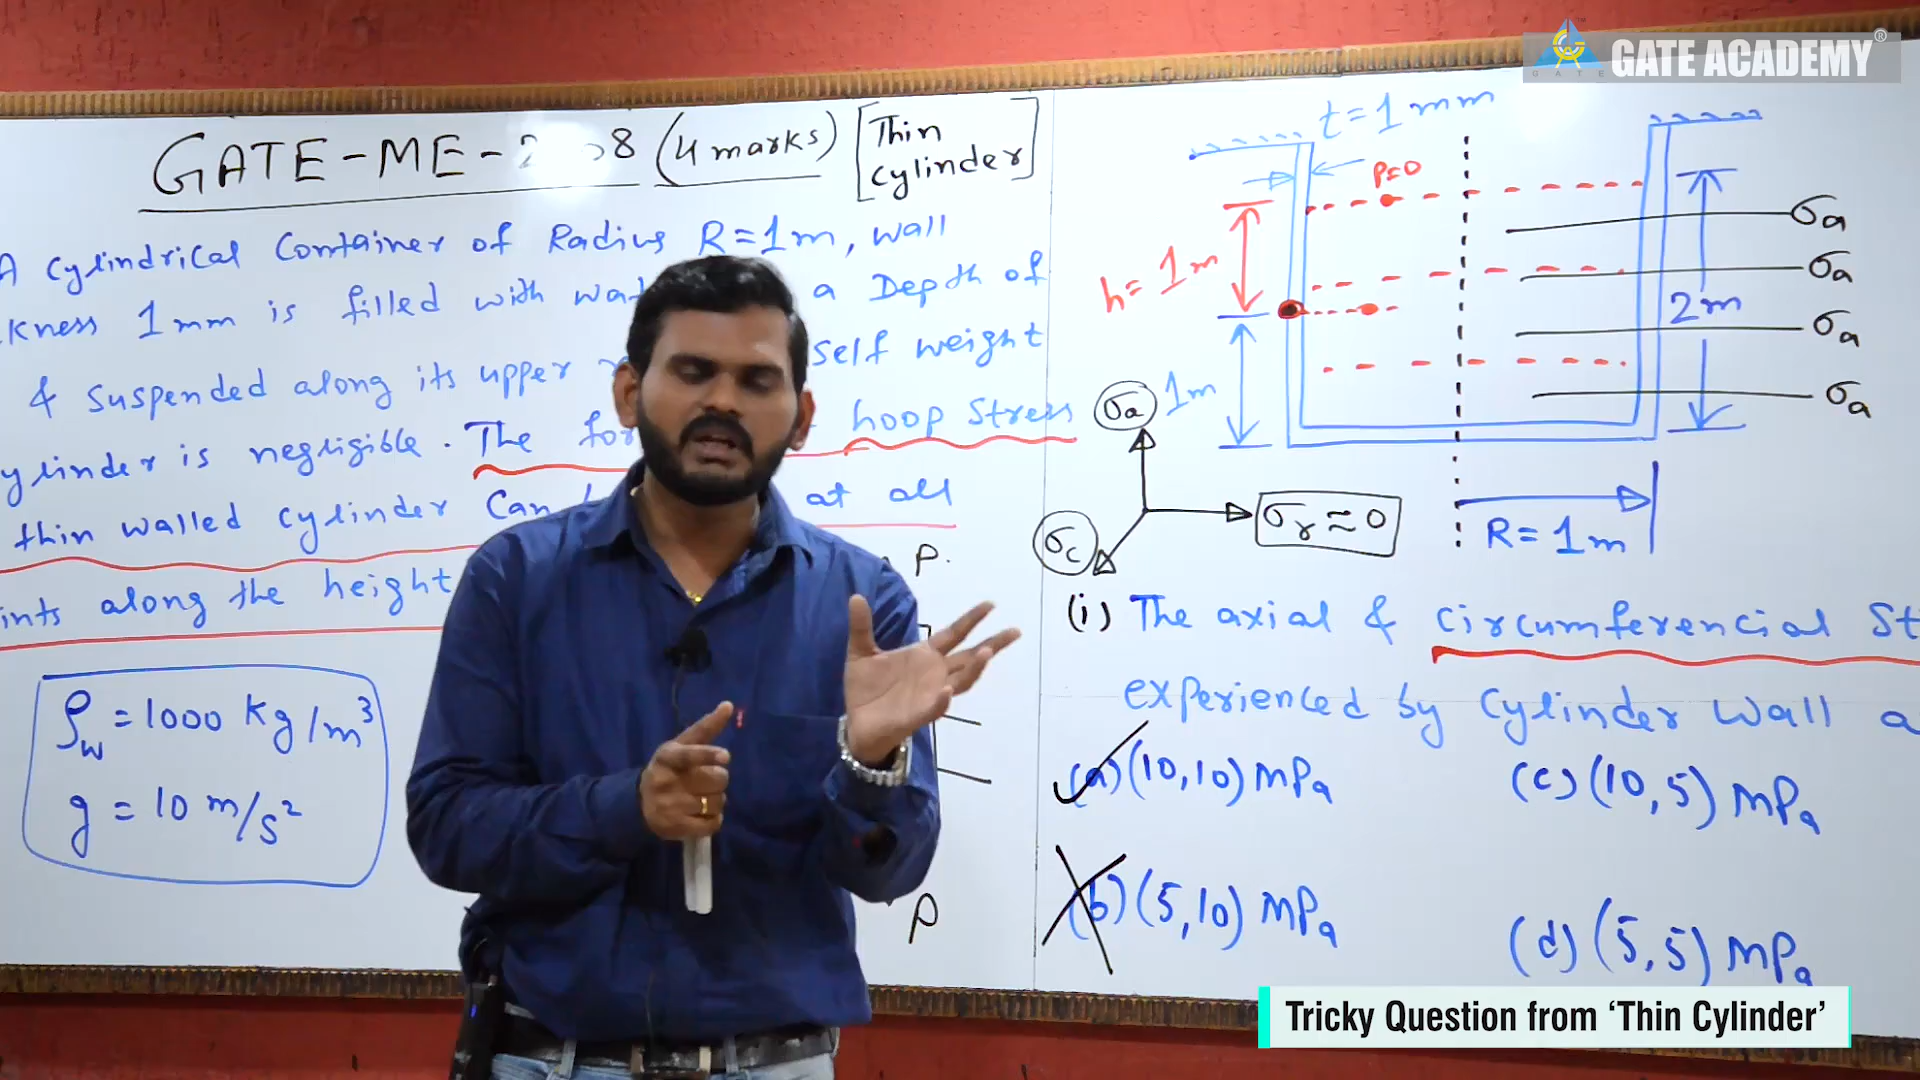 GATE ACADEMY®
GATE
GATE-ME- 8 (4 marks) [Thin
Cylinder]
A Cylindrical Container of Radius R=1m, wall
kness 1mm is filled with wat a Depth of
& suspended along its upper self weight
ylinder is negligible. The for hoop Stress
thin walled cylinder Can at all
ints along the height P.
ρw = 1000 kg/m³
g = 10 m/s²
P
t=1mm
P=0
h=1m
1m
2m
σa
σa
σa
σa
σa
σc
σr≈0
R=1m
(i) The axial & circumferencial St
experienced by Cylinder wall a
(a) (10,10) MPa (c) (10,5) MPa
(b) (5,10) MPa (d) (5,5) MPa
Tricky Question from ‘Thin Cylinder’